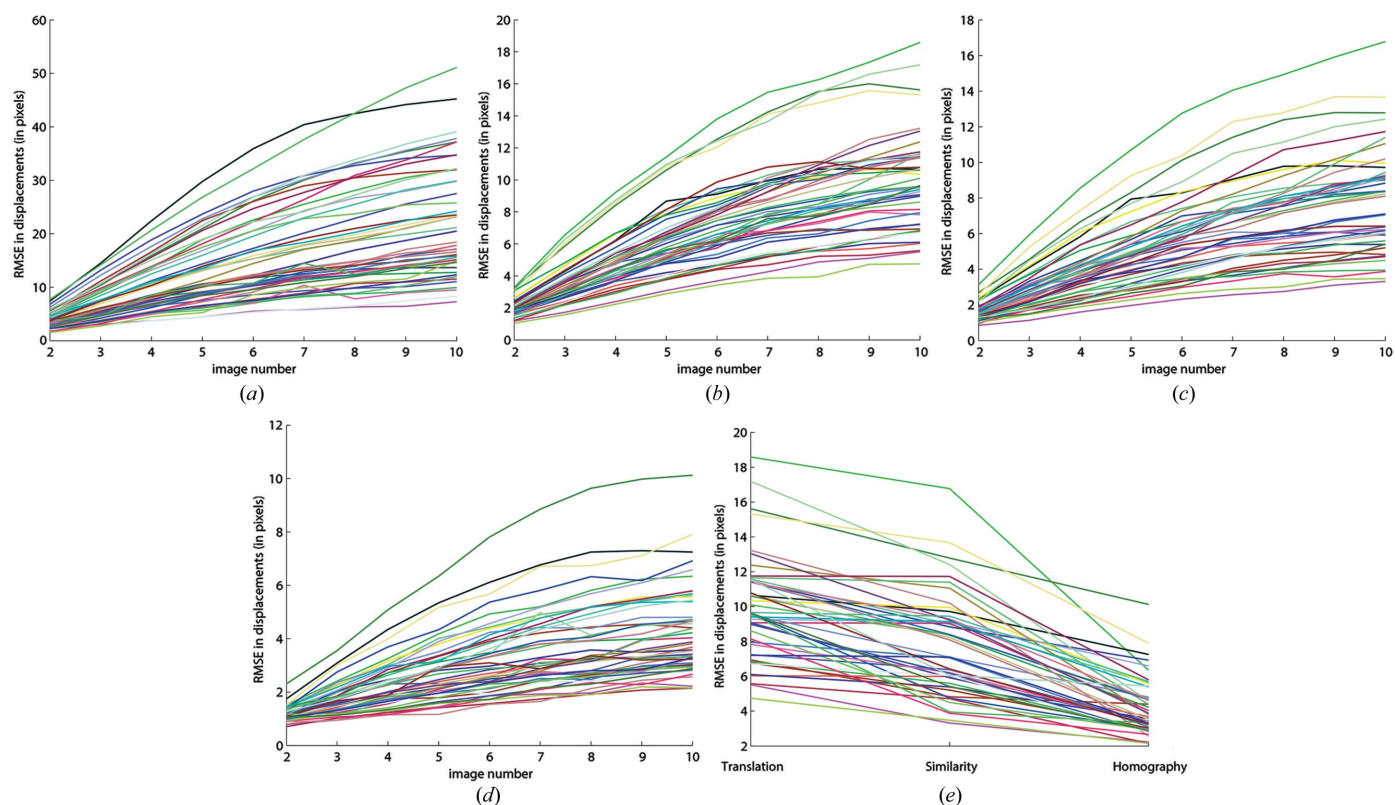 RMSE in displacements (in pixels)
60
50
40
30
20
10
0
2 3 4 5 6 7 8 9 10
image number
(a)
RMSE in displacements (in pixels)
20
18
16
14
12
10
8
6
4
2
0
2 3 4 5 6 7 8 9 10
image number
(b)
RMSE in displacements (in pixels)
18
16
14
12
10
8
6
4
2
0
2 3 4 5 6 7 8 9 10
image number
(c)
RMSE in displacements (in pixels)
12
10
8
6
4
2
0
2 3 4 5 6 7 8 9 10
image number
(d)
RMSE in displacements (in pixels)
20
18
16
14
12
10
8
6
4
2
Translation Similarity Homography
(e)